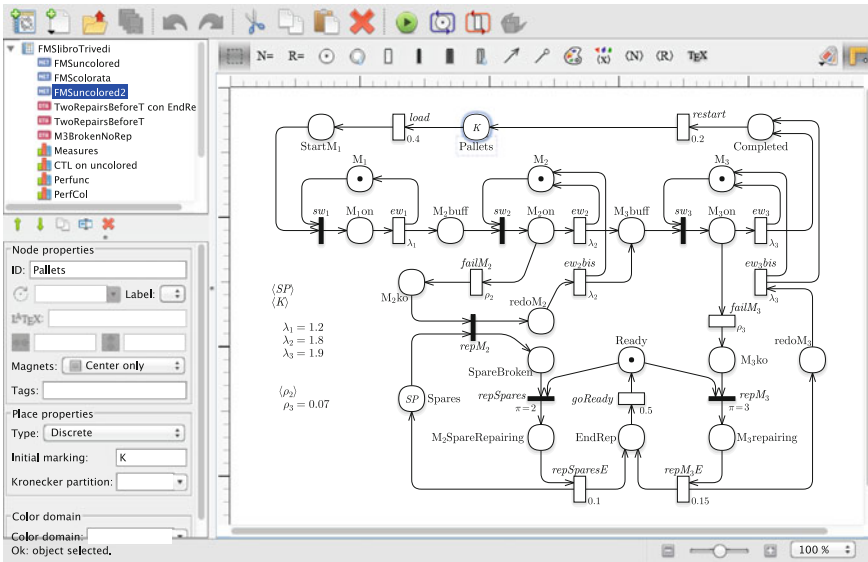 N= R= ⟨x⟩ ⟨N⟩ ⟨R⟩ TEX
FMSlibroTrivedi
FMSuncolored
FMScolorata
FMSuncolored2
TwoRepairsBeforeT con EndRe
TwoRepairsBeforeT
M3BrokenNoRep
Measures
CTL on uncolored
Perfunc
PerfCol
Node properties
ID: Pallets
Label:
LATEX:
Magnets: Center only
Tags:
Place properties
Type: Discrete
Initial marking: K
Kronecker partition:
Color domain
Color domain:
Ok: object selected.
load restart
K
0.4 0.2
StartM₁ Pallets Completed
M₁ M₂ M₃
sw₁ ew₁ sw₂ ew₂ sw₃ ew₃
M₁on M₂buff M₂on M₃buff M₃on
λ₁ λ₂ λ₃
failM₂ ew₂bis ew₃bis
M₂ko ρ₂ redoM₂ λ₂ λ₃
⟨SP⟩
⟨K⟩
λ₁ = 1.2
λ₂ = 1.8
λ₃ = 1.9
⟨ρ₂⟩
ρ₃ = 0.07
failM₃
ρ₃
repM₂ Ready redoM₃
SpareBroken M₃ko
SP Spares repSpares goReady repM₃
π=2 0.5 π=3
M₂SpareRepairing EndRep M₃repairing
repSparesE repM₃E
0.1 0.15
100 %